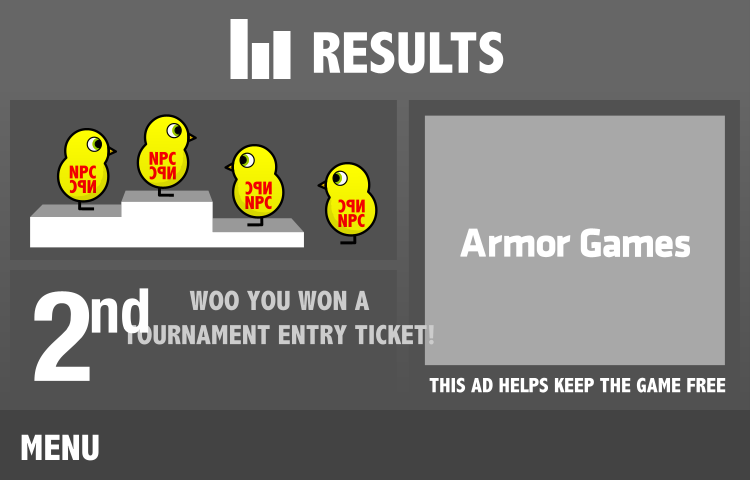 RESULTS
NPC
NPC
NPC
NPC
NPC
NPC
NPC
NPC
Armor Games
2nd
WOO YOU WON A
TOURNAMENT ENTRY TICKET!
THIS AD HELPS KEEP THE GAME FREE
MENU